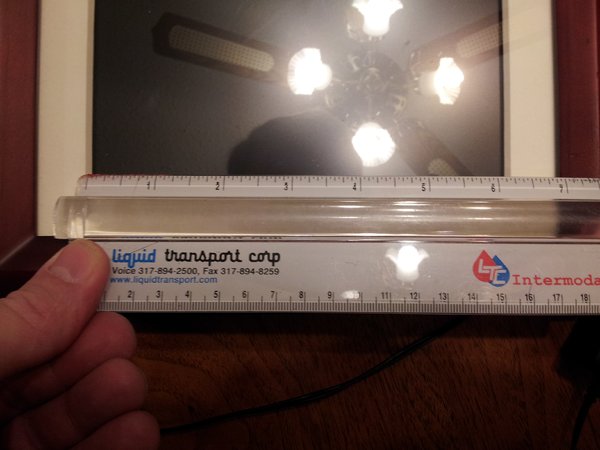 1 2 3 4 5 6 7
liquid transport corp
Voice 317-894-2500, Fax 317-894-8259
www.liquidtransport.com
LTC Intermoda
2 3 4 5 6 7 8 9 10 11 12 13 14 15 16 17 18